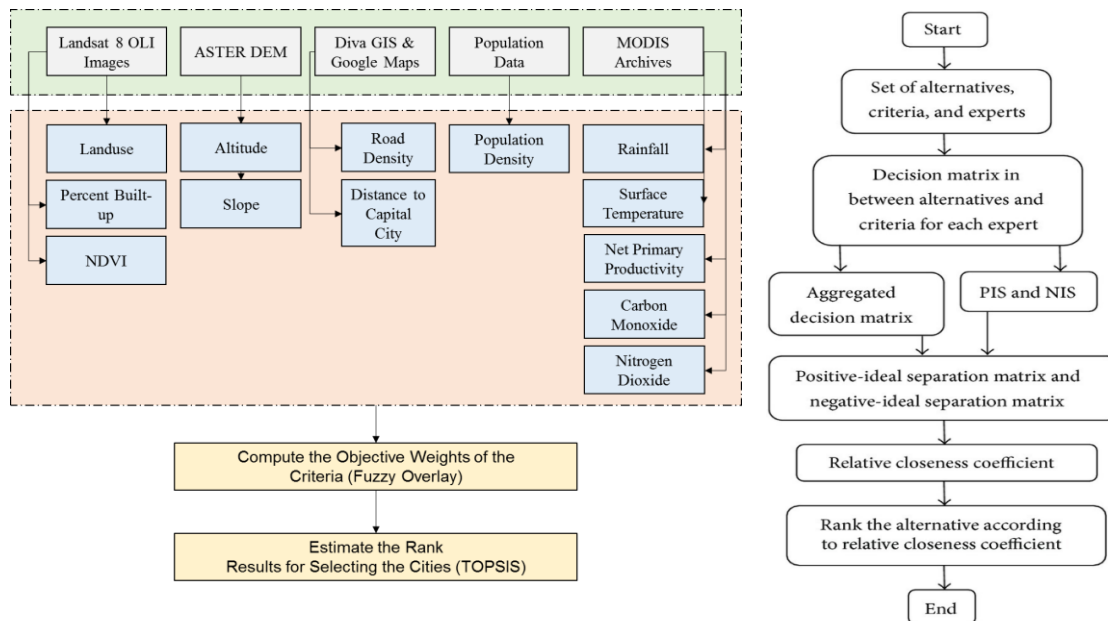 Landsat 8 OLI
Images
ASTER DEM
Diva GIS &
Google Maps
Population
Data
MODIS
Archives
Landuse
Percent Built-
up
NDVI
Altitude
Slope
Road
Density
Distance to
Capital
City
Population
Density
Rainfall
Surface
Temperature
Net Primary
Productivity
Carbon
Monoxide
Nitrogen
Dioxide
Compute the Objective Weights of the
Criteria (Fuzzy Overlay)
Estimate the Rank
Results for Selecting the Cities (TOPSIS)
Start
Set of alternatives,
criteria, and experts
Decision matrix in
between alternatives and
criteria for each expert
Aggregated
decision matrix
PIS and NIS
Positive-ideal separation matrix and
negative-ideal separation matrix
Relative closeness coefficient
Rank the alternative according
to relative closeness coefficient
End